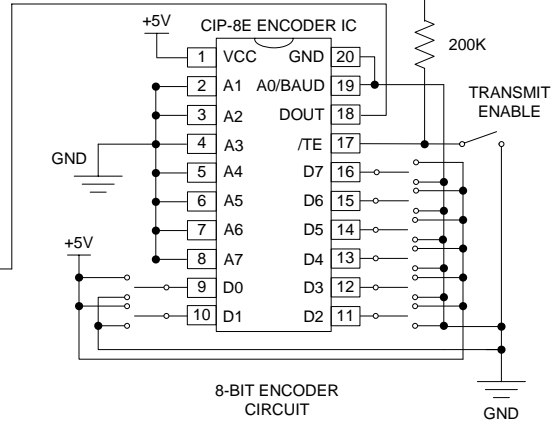 +5V
CIP-8E ENCODER IC
200K
1 VCC GND 20
2 A1 A0/BAUD 19
3 A2 DOUT 18
4 A3 /TE 17
5 A4 D7 16
6 A5 D6 15
7 A6 D5 14
8 A7 D4 13
9 D0 D3 12
10 D1 D2 11
TRANSMIT
ENABLE
GND
+5V
8-BIT ENCODER
CIRCUIT
GND